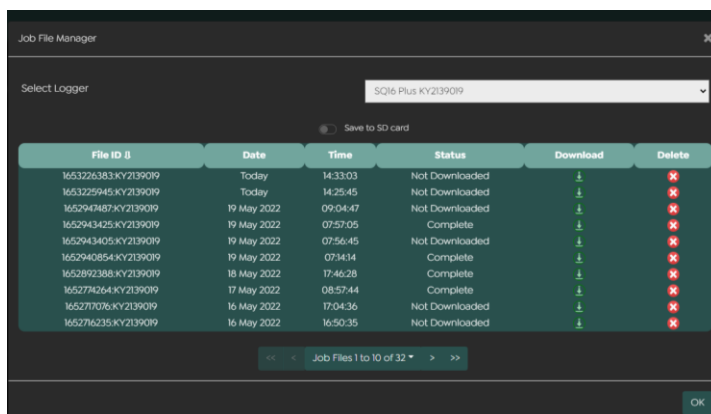 Job File Manager
Select Logger
SQ16 Plus KY2139019
Save to SD card
File ID Date Time Status Download Delete
1653226383:KY2139019 Today 14:33:03 Not Downloaded
1653225945:KY2139019 Today 14:25:45 Not Downloaded
1652947487:KY2139019 19 May 2022 09:04:47 Not Downloaded
1652943425:KY2139019 19 May 2022 07:57:05 Complete
1652943405:KY2139019 19 May 2022 07:56:45 Not Downloaded
1652940854:KY2139019 19 May 2022 07:14:14 Complete
1652892388:KY2139019 18 May 2022 17:46:28 Complete
1652774264:KY2139019 17 May 2022 08:57:44 Complete
1652717076:KY2139019 16 May 2022 17:04:36 Not Downloaded
1652716235:KY2139019 16 May 2022 16:50:35 Not Downloaded
<< < Job Files 1 to 10 of 32 > >>
OK